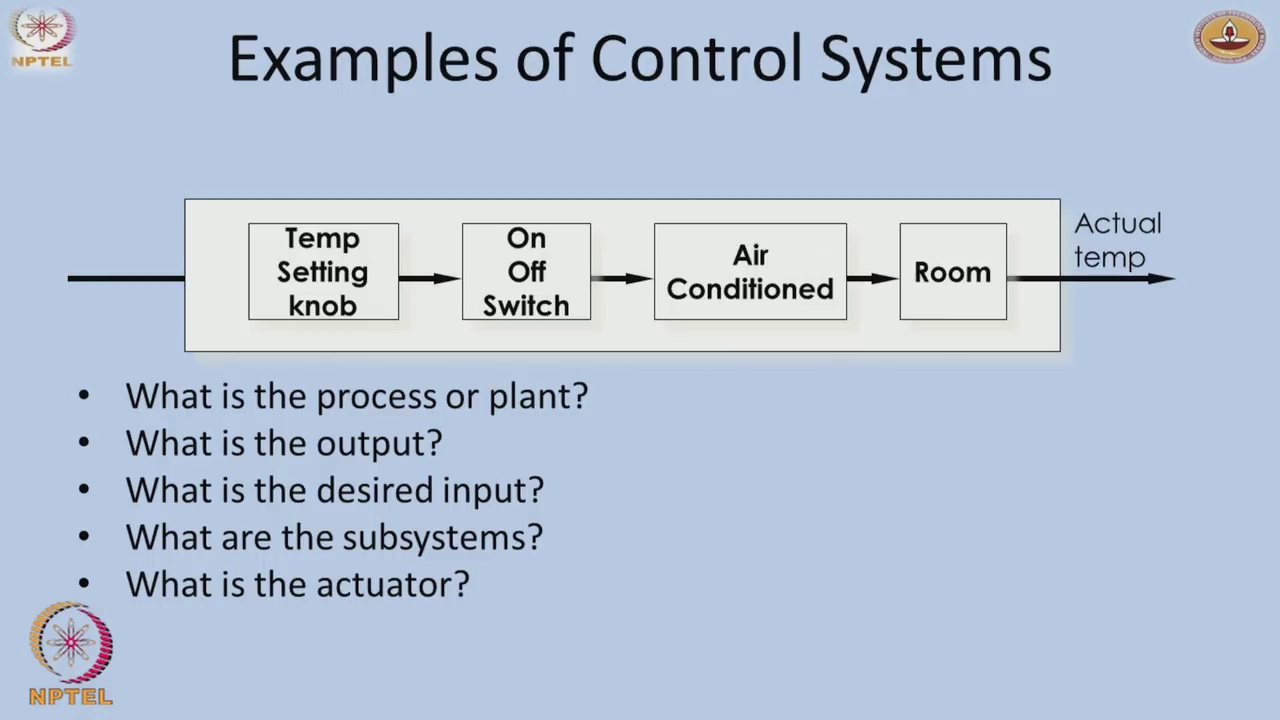 NPTEL
Examples of Control Systems
Temp
Setting
knob
On
Off
Switch
Air
Conditioned
Room
Actual
temp
• What is the process or plant?
• What is the output?
• What is the desired input?
• What are the subsystems?
• What is the actuator?
NPTEL